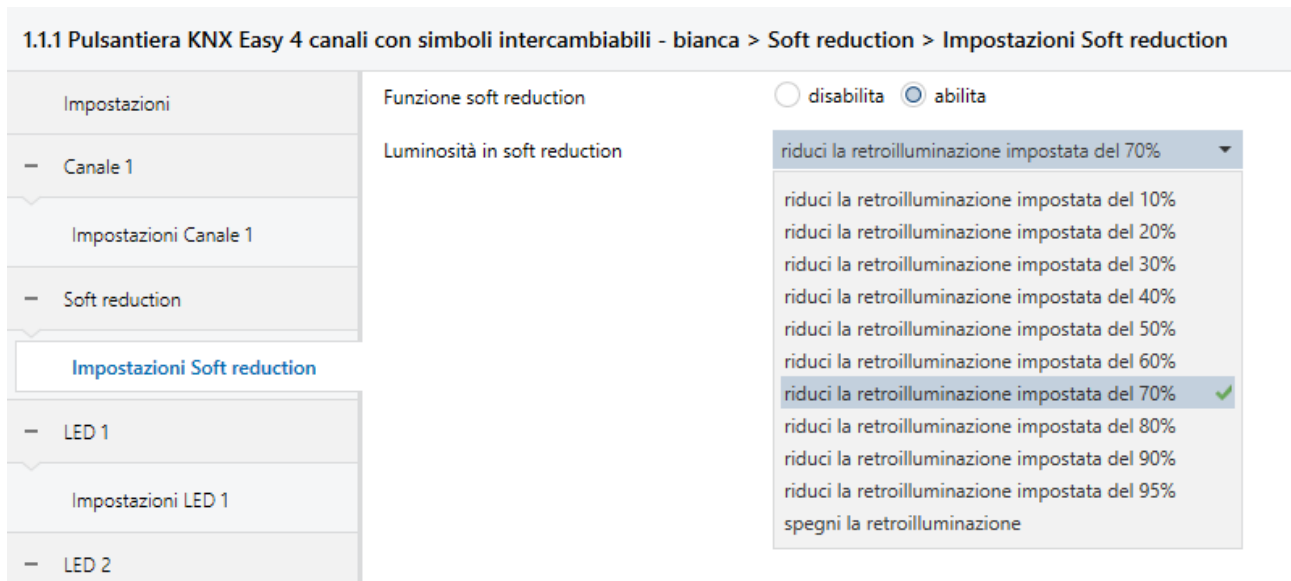 1.1.1 Pulsantiera KNX Easy 4 canali con simboli intercambiabili - bianca > Soft reduction > Impostazioni Soft reduction
Impostazioni
Canale 1
Impostazioni Canale 1
Soft reduction
Impostazioni Soft reduction
LED 1
Impostazioni LED 1
LED 2
Funzione soft reduction
disabilita
abilita
Luminosità in soft reduction
riduci la retroilluminazione impostata del 70%
riduci la retroilluminazione impostata del 10%
riduci la retroilluminazione impostata del 20%
riduci la retroilluminazione impostata del 30%
riduci la retroilluminazione impostata del 40%
riduci la retroilluminazione impostata del 50%
riduci la retroilluminazione impostata del 60%
riduci la retroilluminazione impostata del 70%
riduci la retroilluminazione impostata del 80%
riduci la retroilluminazione impostata del 90%
riduci la retroilluminazione impostata del 95%
spegni la retroilluminazione